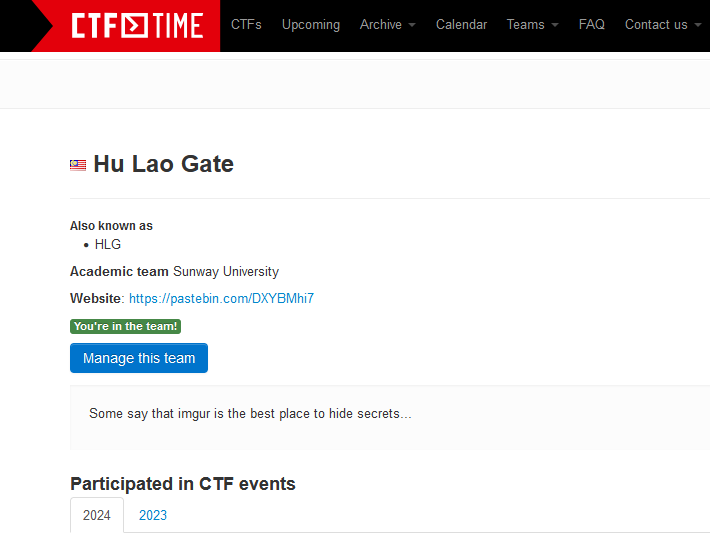 CTF TIME CTFs Upcoming Archive Calendar Teams FAQ Contact us
Hu Lao Gate
Also known as
• HLG
Academic team Sunway University
Website: https://pastebin.com/DXYBMhi7
You're in the team!
Manage this team
Some say that imgur is the best place to hide secrets...
Participated in CTF events
2024 2023